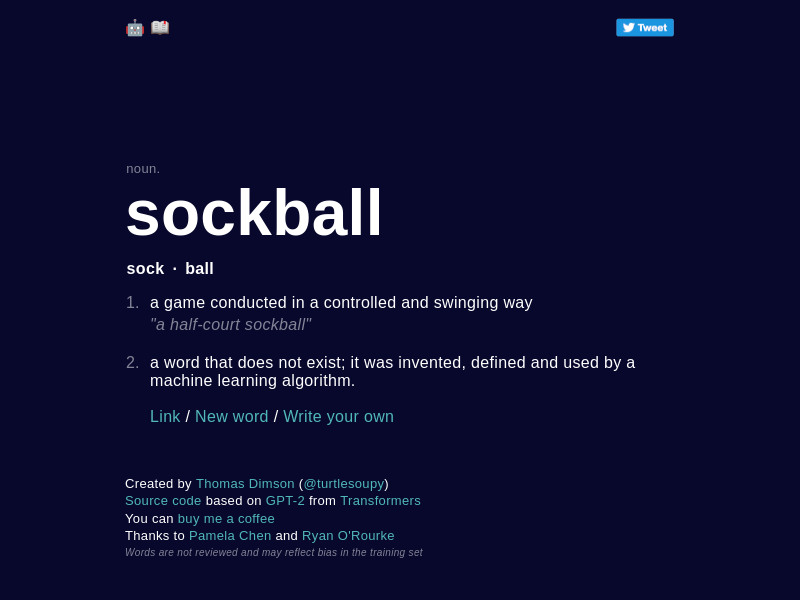 Tweet
noun.
sockball
sock · ball
1. a game conducted in a controlled and swinging way
"a half-court sockball"
2. a word that does not exist; it was invented, defined and used by a
machine learning algorithm.
Link / New word / Write your own
Created by Thomas Dimson (@turtlesoupy)
Source code based on GPT-2 from Transformers
You can buy me a coffee
Thanks to Pamela Chen and Ryan O'Rourke
Words are not reviewed and may reflect bias in the training set